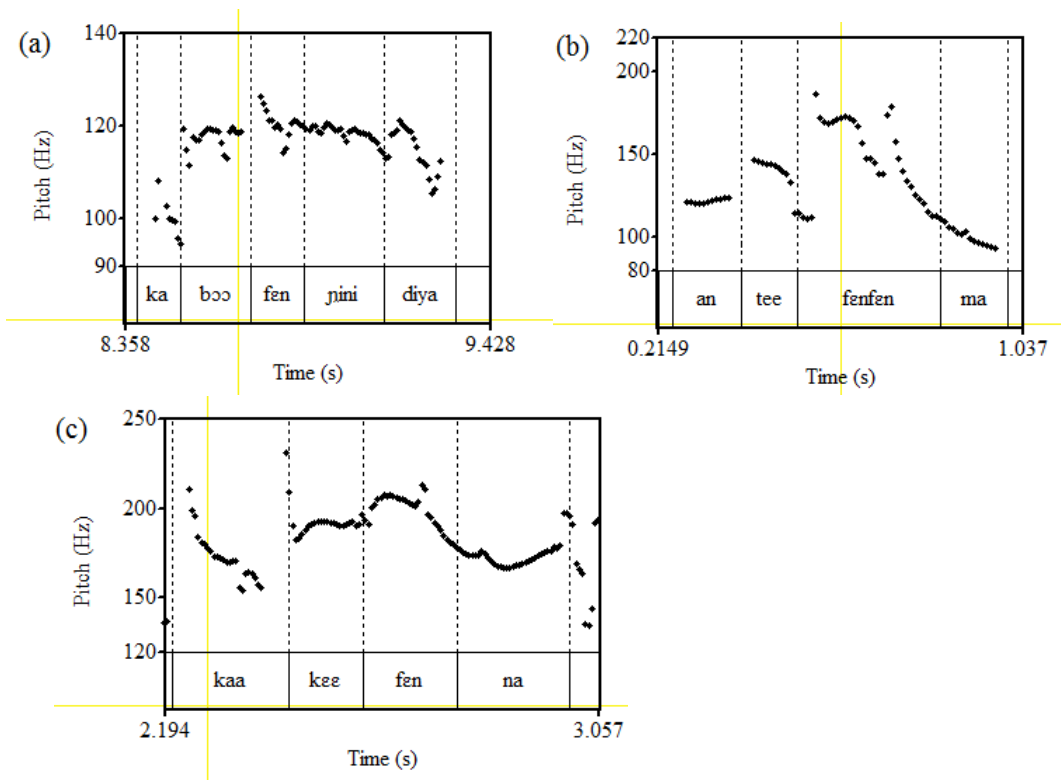 (a)
140
120
100
90
Pitch (Hz)
ka bɔɔ fɛn ɲini diya
8.358 9.428
Time (s)
(b)
220
200
150
100
80
Pitch (Hz)
an tee fɛnfɛn ma
0.2149 1.037
Time (s)
(c)
250
200
150
120
Pitch (Hz)
kaa kɛɛ fɛn na
2.194 3.057
Time (s)